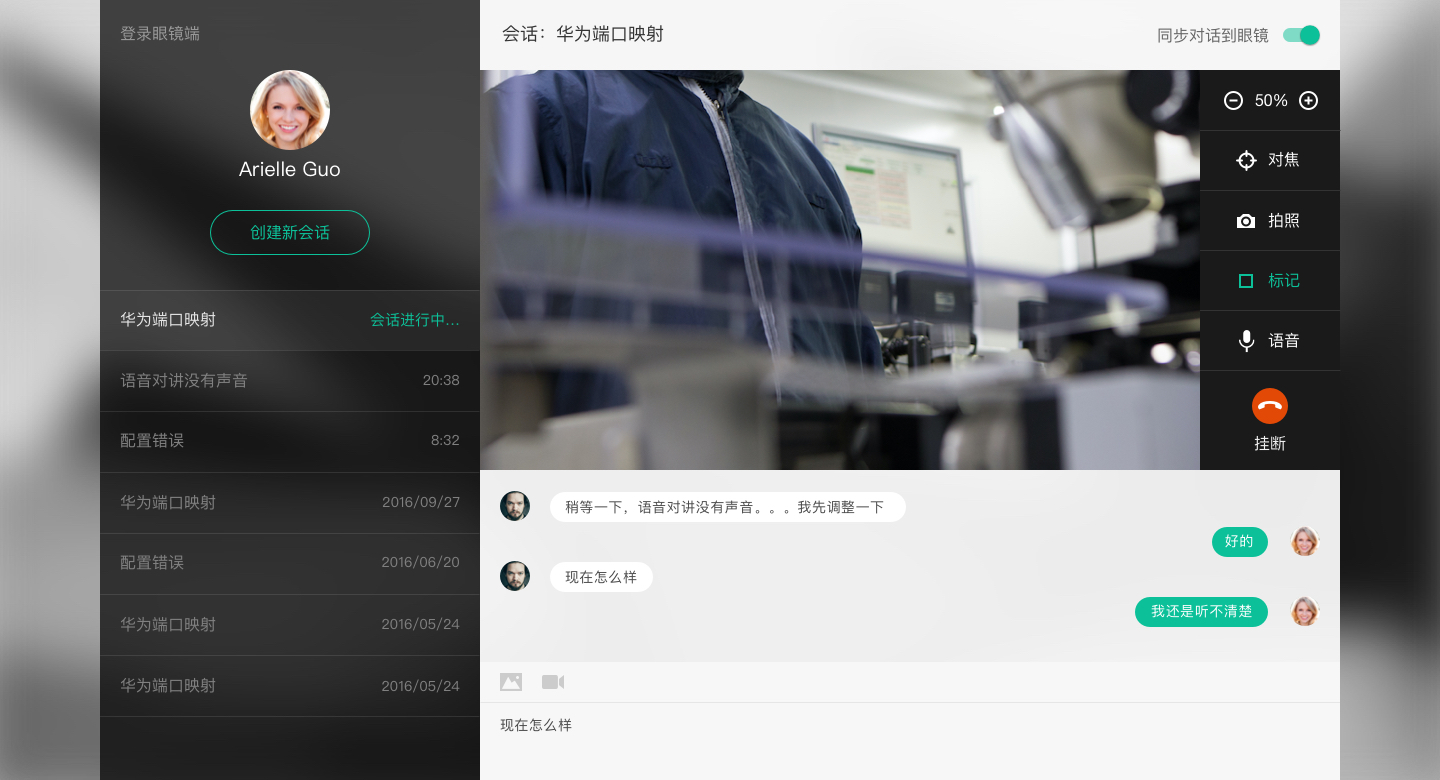 登录眼镜端
Arielle Guo
创建新会话
华为端口映射 会话进行中...
语音对讲没有声音 20:38
配置错误 8:32
华为端口映射 2016/09/27
配置错误 2016/06/20
华为端口映射 2016/05/24
华为端口映射 2016/05/24
会话：华为端口映射
同步对话到眼镜
50%
对焦
拍照
标记
语音
挂断
稍等一下，语音对讲没有声音。。。我先调整一下
好的
现在怎么样
我还是听不清楚
现在怎么样